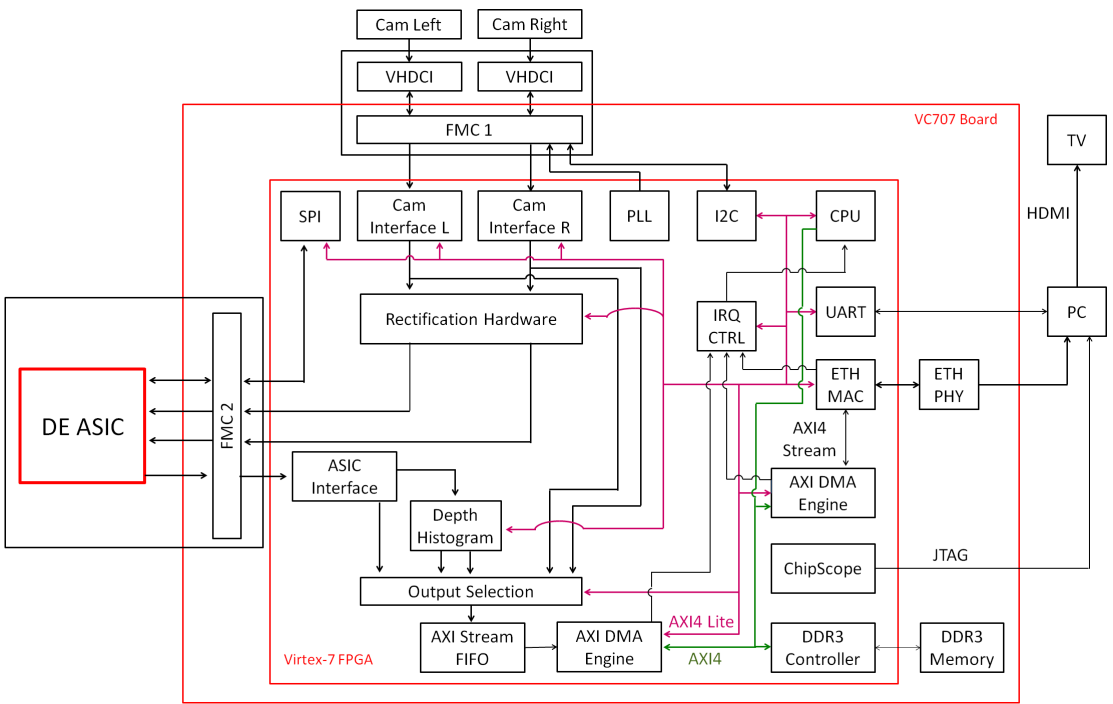 Cam Left
Cam Right
VHDCI
VHDCI
FMC 1
VC707 Board
TV
HDMI
SPI
Cam
Interface L
Cam
Interface R
PLL
I2C
CPU
Rectification Hardware
IRQ
CTRL
UART
PC
DE ASIC
FMC 2
ETH
MAC
ETH
PHY
AXI4
Stream
ASIC
Interface
AXI DMA
Engine
Depth
Histogram
ChipScope
JTAG
Output Selection
AXI4 Lite
AXI Stream
FIFO
AXI DMA
Engine
AXI4
DDR3
Controller
DDR3
Memory
Virtex-7 FPGA